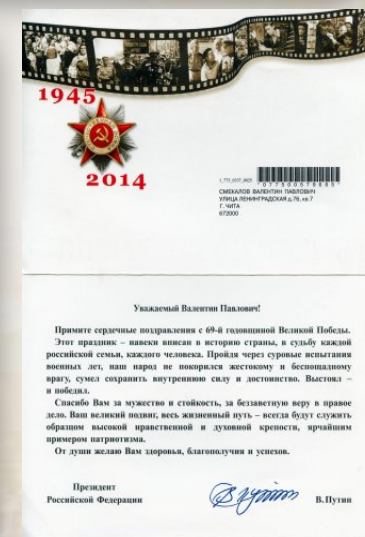 1945
2014
СМЕКАЛОВ ВАЛЕНТИН ПАВЛОВИЧ
УЛИЦА ЛЕНИНГРАДСКАЯ д.76, кв.7
Г. ЧИТА
672000
Уважаемый Валентин Павлович!
Примите сердечные поздравления с 69-й годовщиной Великой Победы.
Этот праздник – навеки вписан в историю страны, в судьбу каждой
российской семьи, каждого человека. Пройдя через суровые испытания
военных лет, наш народ не покорился жестокому и беспощадному
врагу, сумел сохранить внутреннюю силу и достоинство. Выстоял –
и победил.
Спасибо Вам за мужество и стойкость, за беззаветную веру в правое
дело. Ваш великий подвиг, весь жизненный путь – всегда будут служить
образцом высокой нравственной и духовной крепости, ярчайшим
примером патриотизма.
От души желаю Вам здоровья, благополучия и успехов.
Президент
Российской Федерации
В.Путин